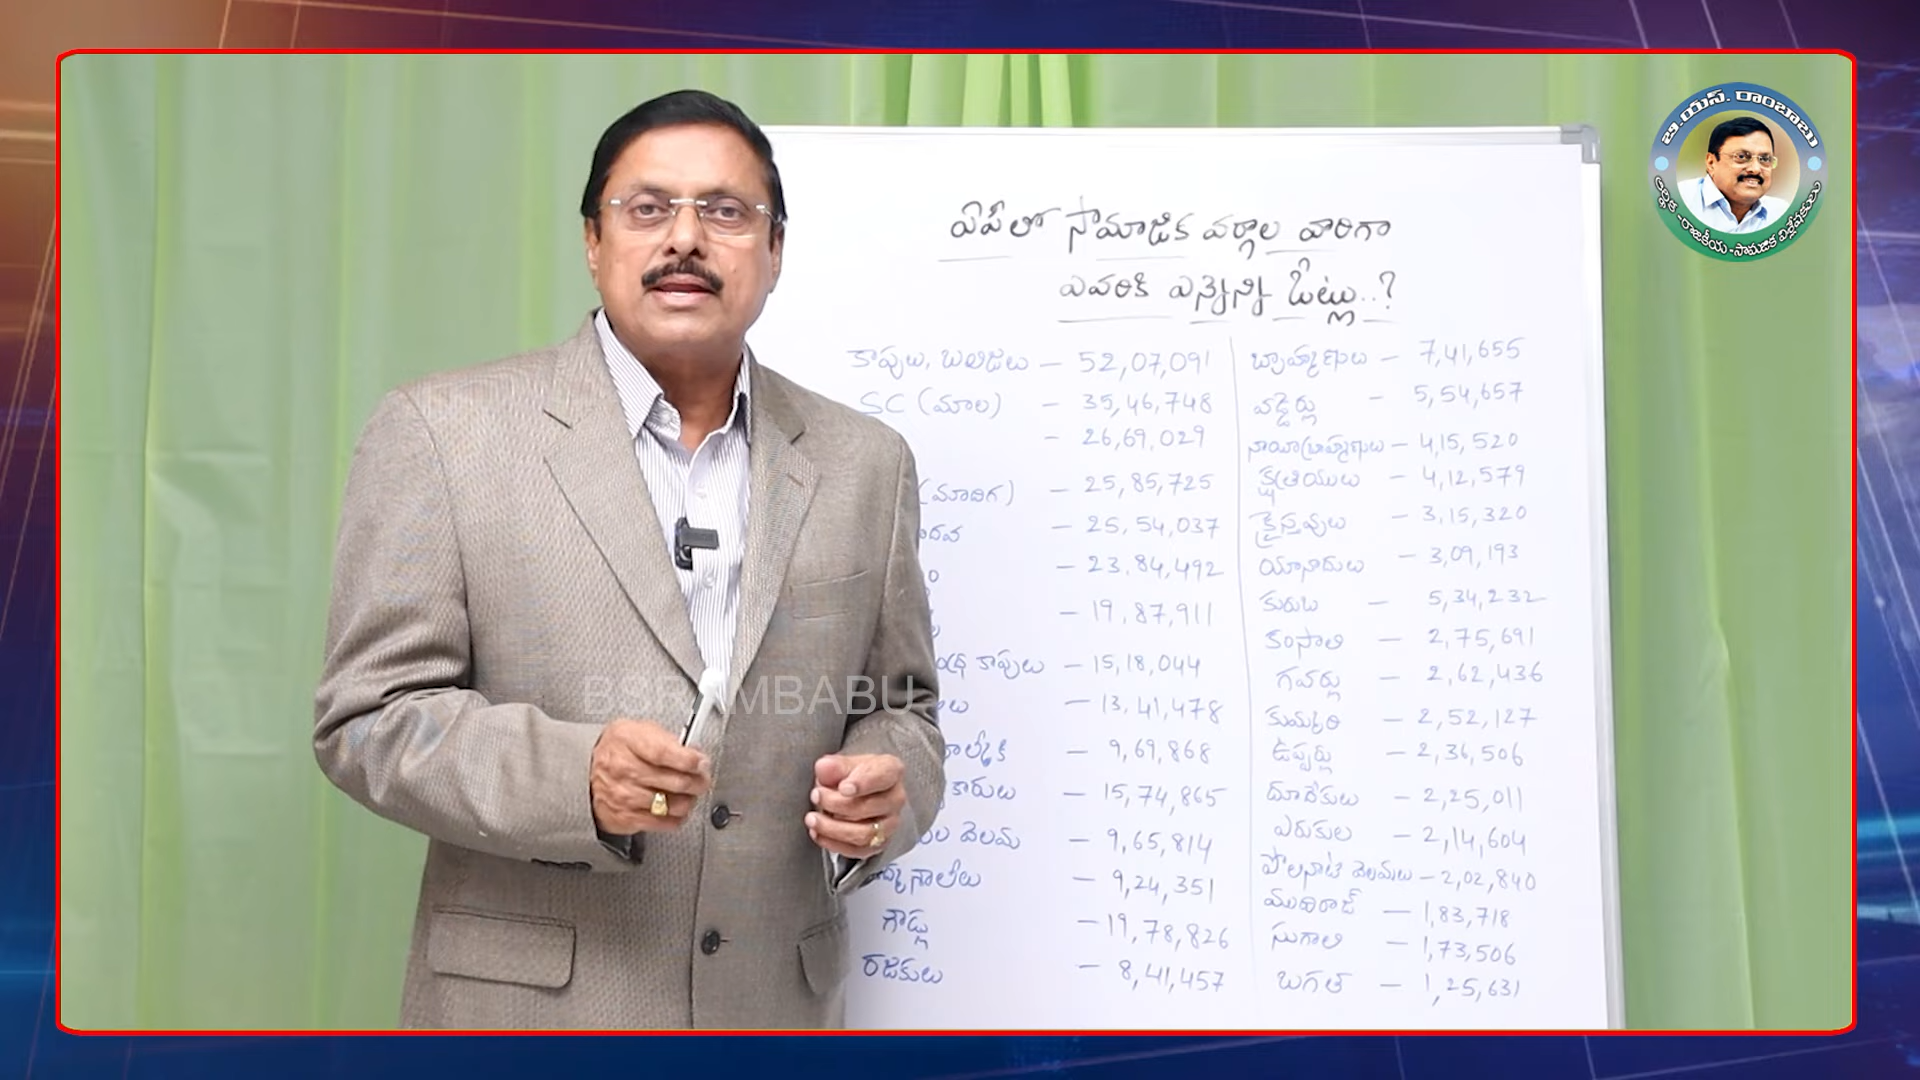 ఏపీలో సామాజిక వర్గాల వారిగా
ఎవరికి ఎన్నెన్ని ఓట్లు..?
కాపులు, బలిజలు - 52,07,091
SC (మాల) - 35,46,748
- 26,69,029
(మాదిగ) - 25,85,725
- 25,54,037
- 23,84,492
- 19,87,911
కాపులు - 15,18,044
- 13,41,478
- 9,69,868
కారులు - 15,74,865
వెలమ - 9,65,814
- 9,24,351
గౌడ్లు - 19,78,826
రజకులు - 8,41,457
బ్రాహ్మణులు - 7,41,655
వడ్డెర్లు - 5,54,657
నాయీబ్రాహ్మణులు - 4,15,520
క్షత్రియులు - 4,12,579
క్రైస్తవులు - 3,15,320
యానాదులు - 3,09,193
కురుబ - 5,34,232
కంసాలి - 2,75,691
గవర్లు - 2,62,436
కుమ్మరి - 2,52,127
ఉప్పర్లు - 2,36,506
దూదేకులు - 2,25,011
ఎరుకుల - 2,14,604
పోలనాటి వెలమలు - 2,02,840
ముదిరాజ్ - 1,83,718
సుగాలి - 1,73,506
బగత్ - 1,25,631
బి.యస్. రాంబాబు
ఆర్థిక - రాజకీయ - సామాజిక విశ్లేషకులు
BSRAMBABU